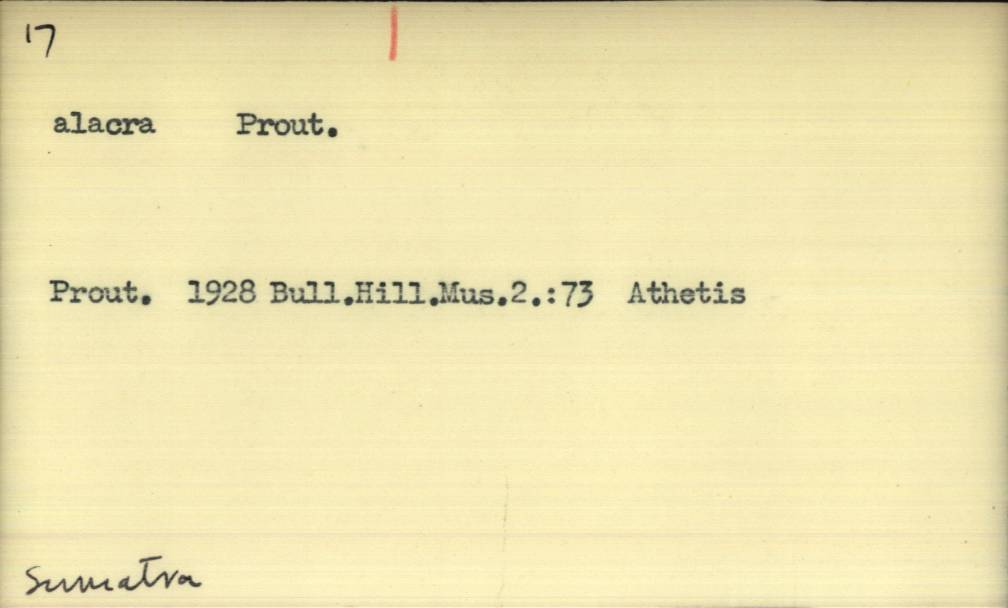 17
alacra Prout.
Prout. 1928 Bull.Hill.Mus.2.:73 Athetis
Sumatra